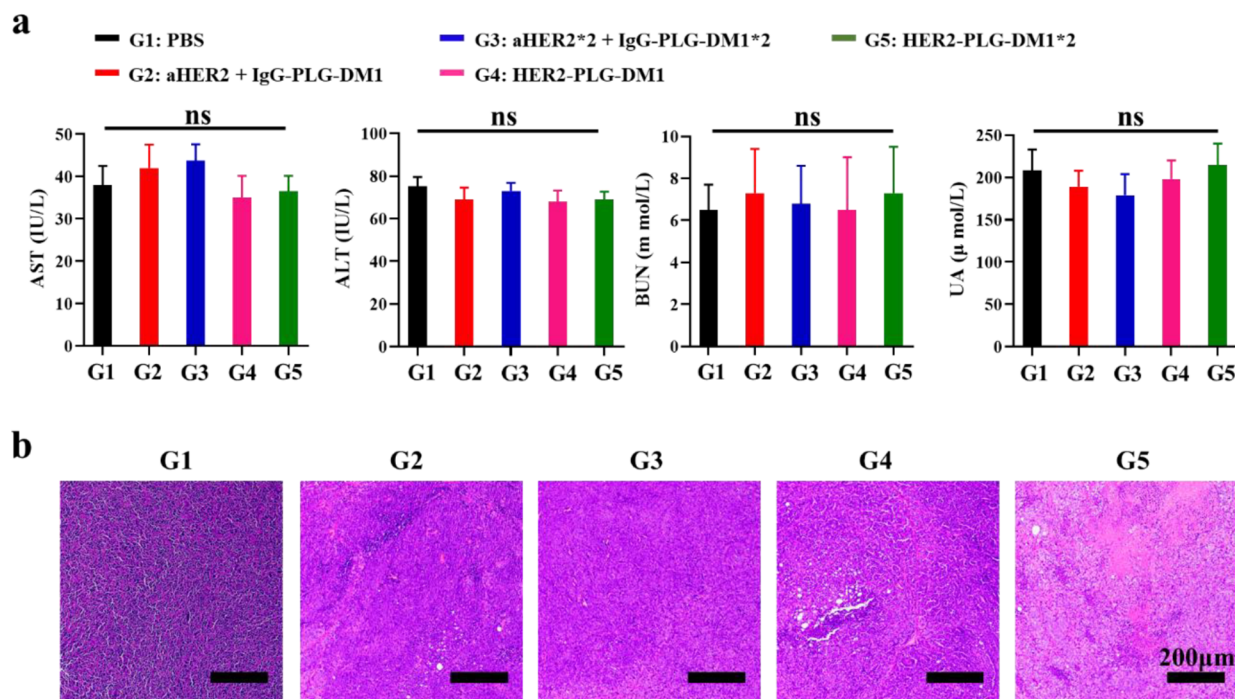 a
G1: PBS
G3: aHER2*2 + IgG-PLG-DM1*2
G5: HER2-PLG-DM1*2
G2: aHER2 + IgG-PLG-DM1
G4: HER2-PLG-DM1
ns
AST (IU/L)
50
40
30
20
10
0
G1 G2 G3 G4 G5
ns
ALT (IU/L)
100
80
60
40
20
0
G1 G2 G3 G4 G5
ns
BUN (m mol/L)
10
8
6
4
2
0
G1 G2 G3 G4 G5
ns
UA (μ mol/L)
250
200
150
100
50
0
G1 G2 G3 G4 G5
b
G1 G2 G3 G4 G5
200μm